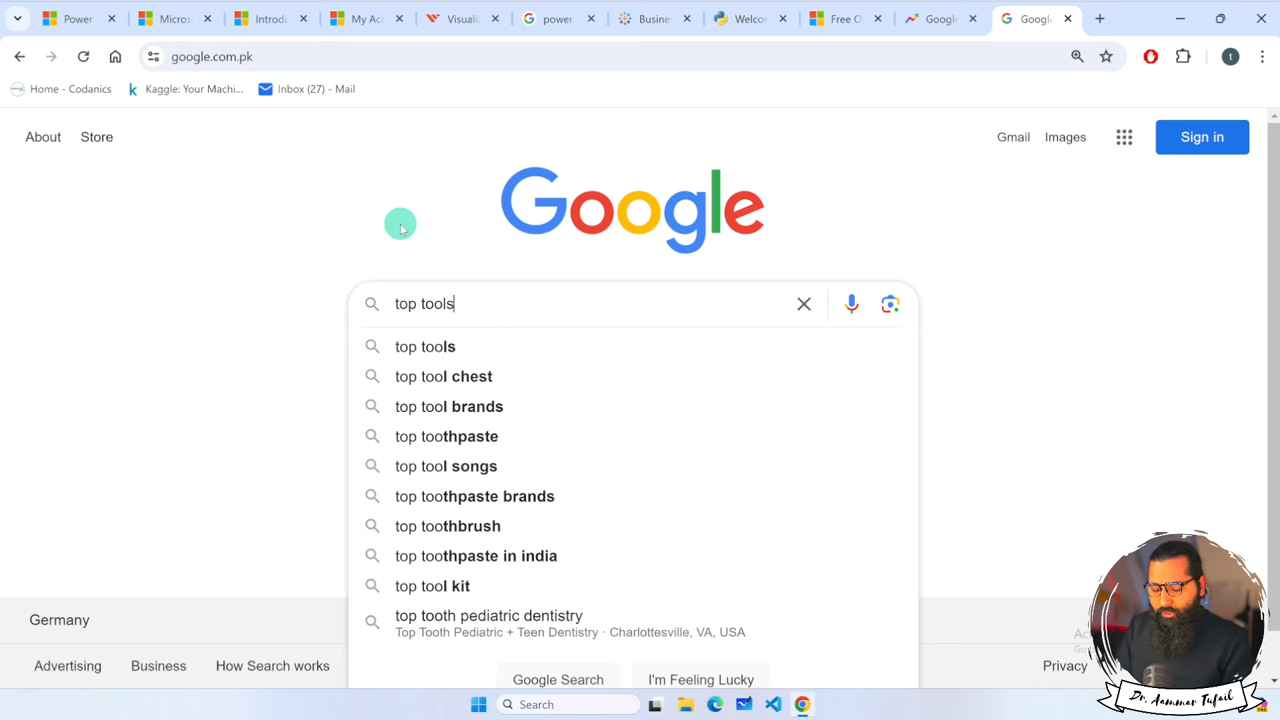 Power
Micros
Introdu
My Acc
Visuali
power
Busine
Welcor
Free O
Google
Google
google.com.pk
t
Home - Codanics
Kaggle: Your Machi...
Inbox (27) - Mail
About
Store
Gmail
Images
Sign in
Google
top tools
top tools
top tool chest
top tool brands
top toothpaste
top tool songs
top toothpaste brands
top toothbrush
top toothpaste in india
top tool kit
top tooth pediatric dentistry
Top Tooth Pediatric + Teen Dentistry · Charlottesville, VA, USA
Google Search
I'm Feeling Lucky
Germany
Advertising
Business
How Search works
Privacy
Search
Dr. Aammar Tufail